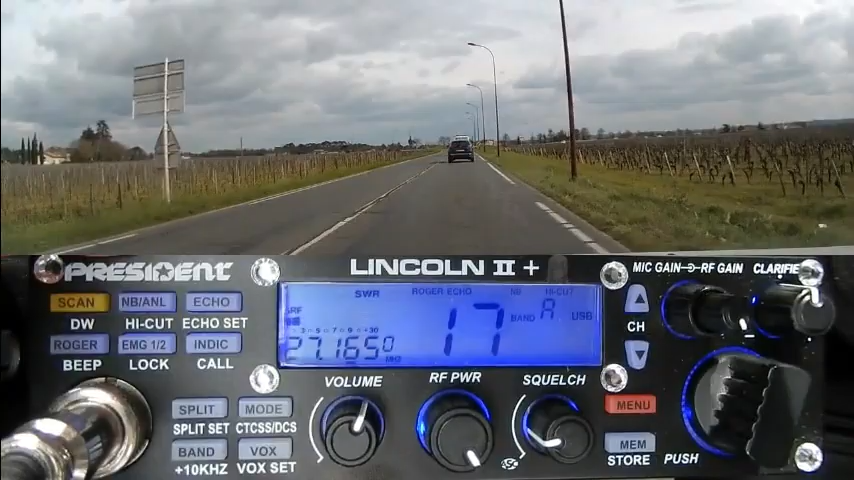 PRESIDENT
LINCOLN II +
MIC GAIN RF GAIN CLARIFIER
SCAN NB/ANL ECHO
DW HI-CUT ECHO SET
ROGER EMG 1/2 INDIC
BEEP LOCK CALL
SWR ROGER ECHO NB HI-CUT
17 BAND A USB
27.1650
CH
VOLUME RF PWR SQUELCH
MENU
SPLIT MODE
SPLIT SET CTCSS/DCS
BAND VOX
+10KHZ VOX SET
ASC
MEM
STORE PUSH